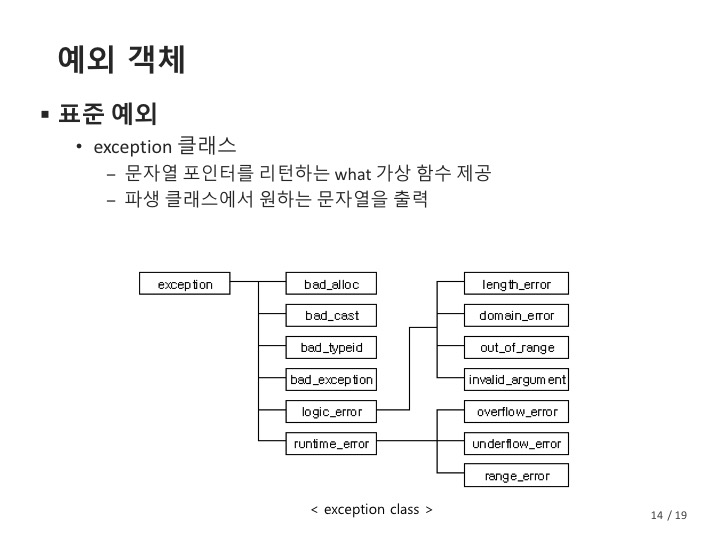 예외 객체
▪ 표준 예외
• exception 클래스
– 문자열 포인터를 리턴하는 what 가상 함수 제공
– 파생 클래스에서 원하는 문자열을 출력
exception
bad_alloc
bad_cast
bad_typeid
bad_exception
logic_error
runtime_error
length_error
domain_error
out_of_range
invalid_argument
overflow_error
underflow_error
range_error
< exception class >
14 / 19